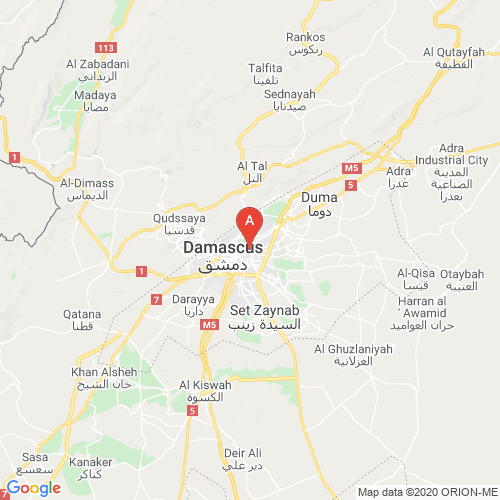 Rankos
رنكوس
113
Al Qutayfah
القطيفة
Al Zabadani
الزبداني
Talfita
تلفيتا
Madaya
مضايا
Sednayah
صيدنايا
1
Al Tal
التل
M5
5
Adra
Industrial City
المدينة
الصناعية
بعدرا
Adra
عدرا
Al-Dimass
الديماس
Duma
دوما
Qudssaya
قدسيا
A
Damascus
دمشق
1
7
Al-Qisa
قيسا
Otaybah
العتيبة
Darayya
داريا
Set Zaynab
السيدة زينب
Harran al
'Awamid
حران العواميد
Qatana
قطنا
M5
Al Ghuzlaniyah
الغزلانية
Khan Alsheh
خان الشيح
Al Kiswah
الكسوة
5
Sasa
سعسع
Kanaker
كناكر
Deir Ali
دير علي
7
Google
Map data ©2020 ORION-ME